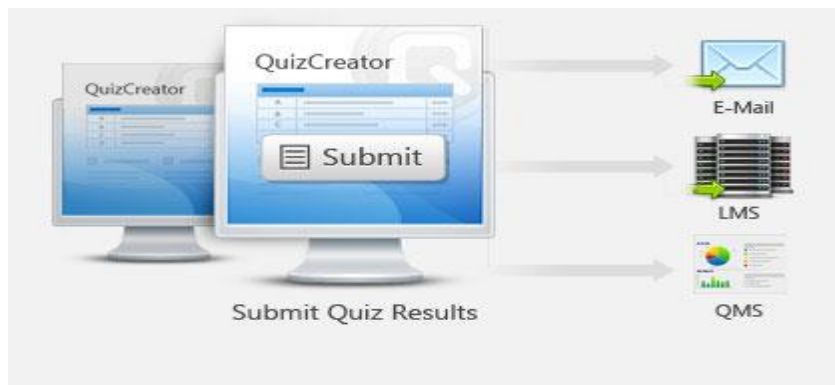 QuizCreator
QuizCreator
A
B
C
Submit
Submit Quiz Results
E-Mail
LMS
QMS